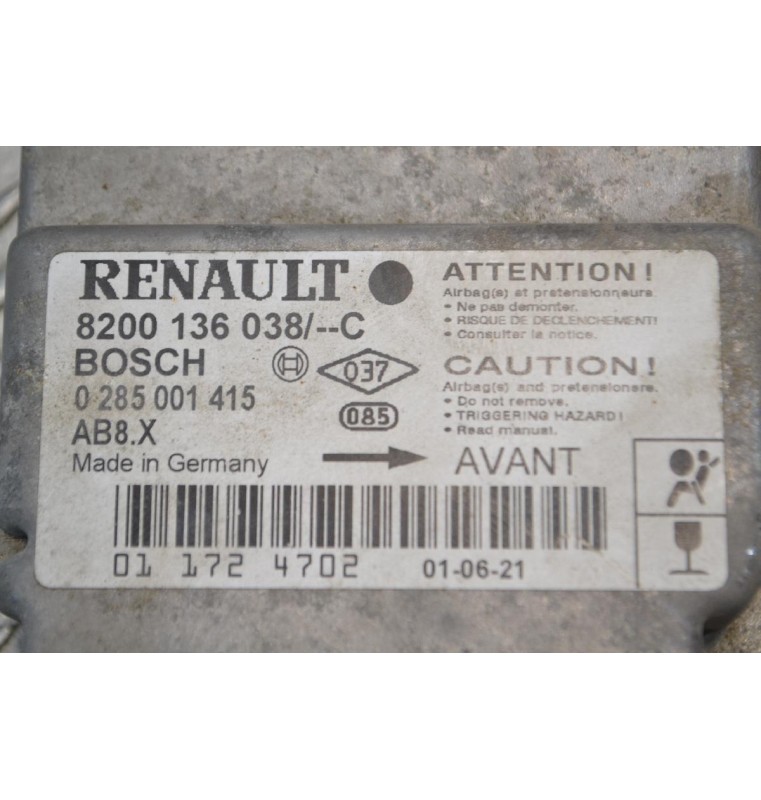 RENAULT
8200 136 038/--C
BOSCH
0 285 001 415
AB8.X
Made in Germany
037
085
ATTENTION!
Airbag(s) et pretensionneurs.
• Ne pas demonter.
• RISQUE DE DECLENCHEMENT!
• Consulter la notice.
CAUTION!
Airbag(s) and pretensioners.
• Do not remove.
• TRIGGERING HAZARD!
• Read manual.
AVANT
01 172 4702
01-06-21